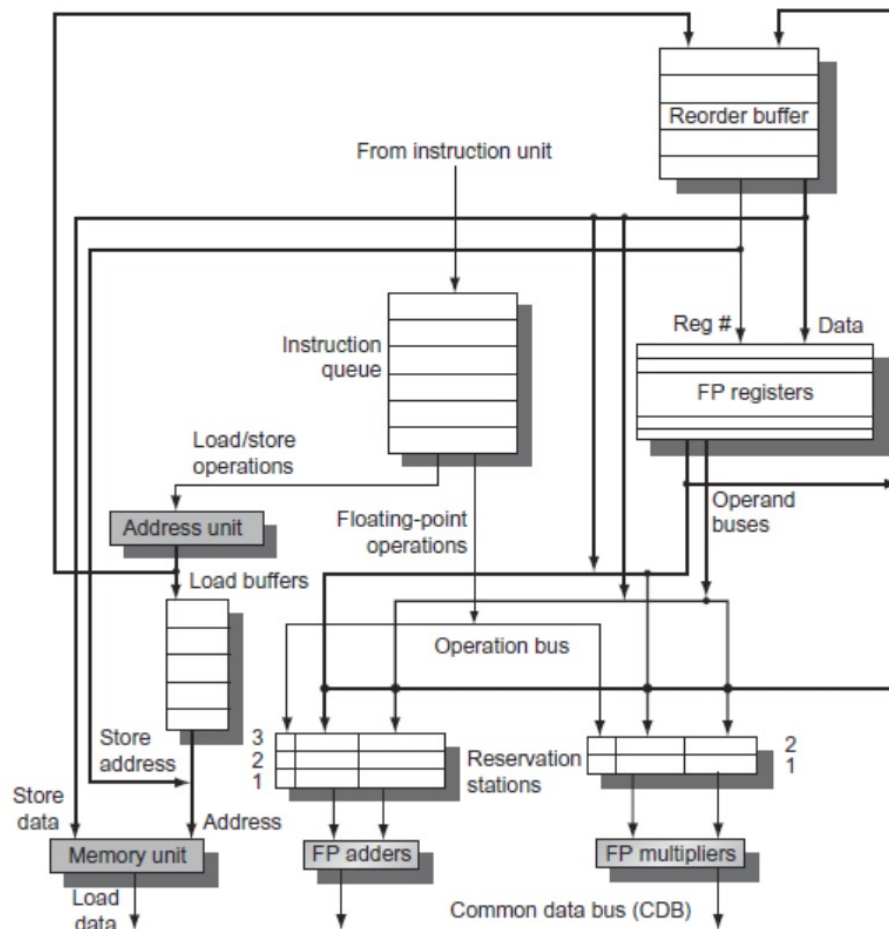 Reorder buffer
From instruction unit
Reg #
Data
Instruction
queue
FP registers
Load/store
operations
Operand
buses
Address unit
Floating-point
operations
Load buffers
Operation bus
3
2
1
Reservation
stations
2
1
Store
address
Store
data
Address
Memory unit
FP adders
FP multipliers
Load
data
Common data bus (CDB)